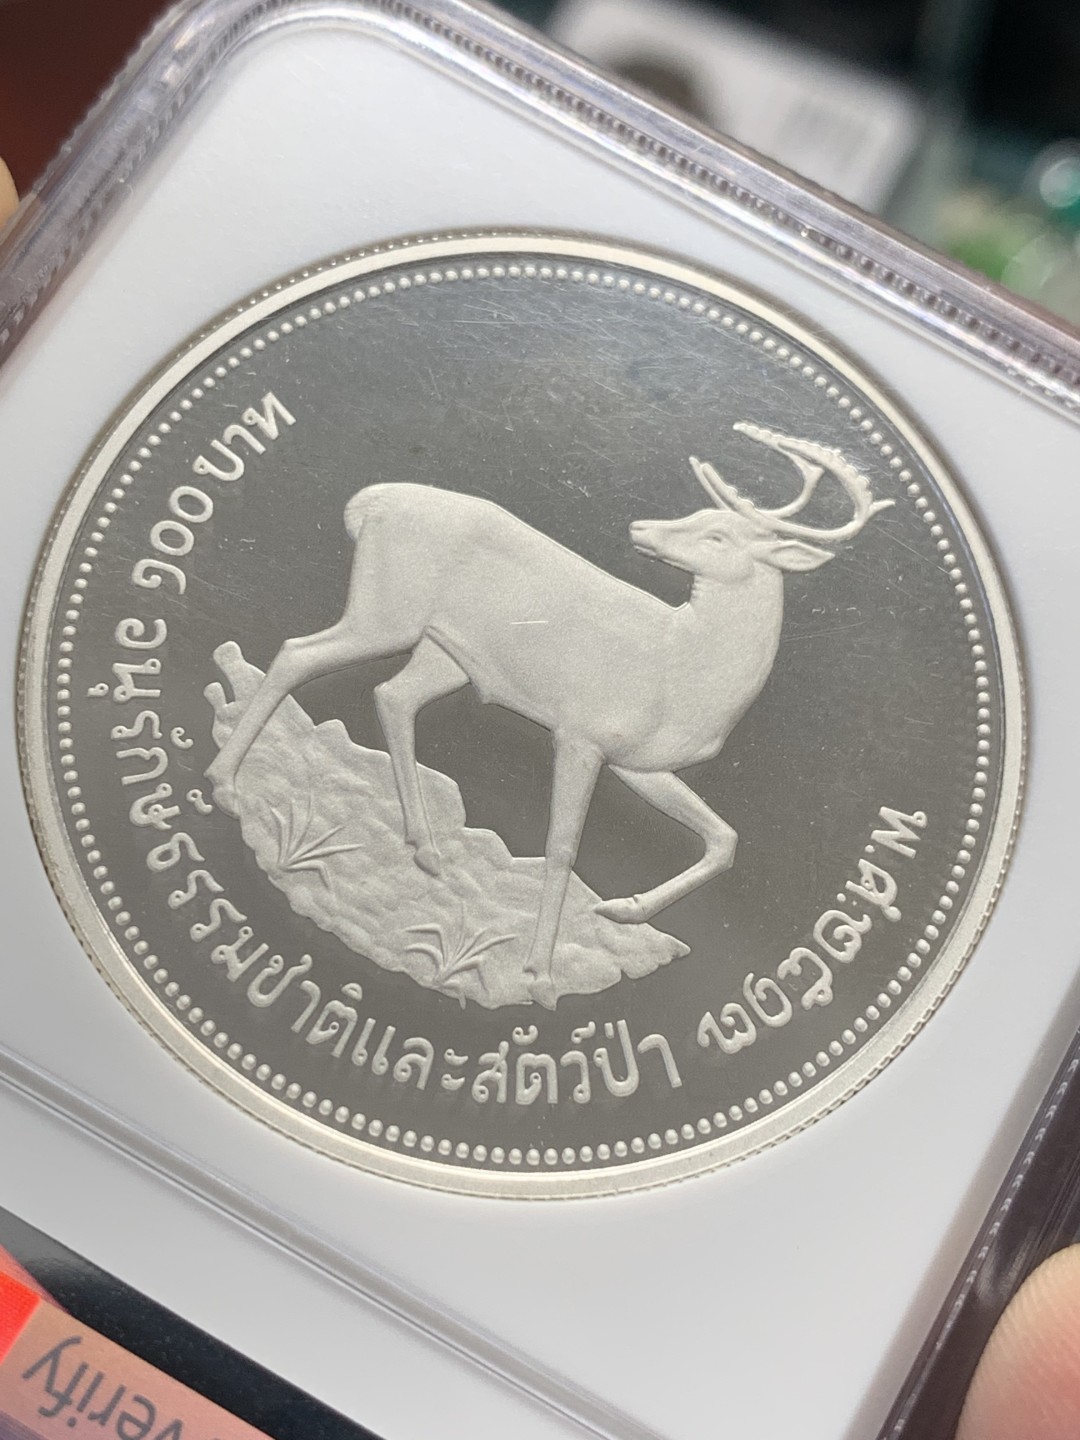 ๑๐๐ บาท
อนุรักษ์ธรรมชาติและสัตว์ป่า
พ.ศ.๒๕๑๗
verify